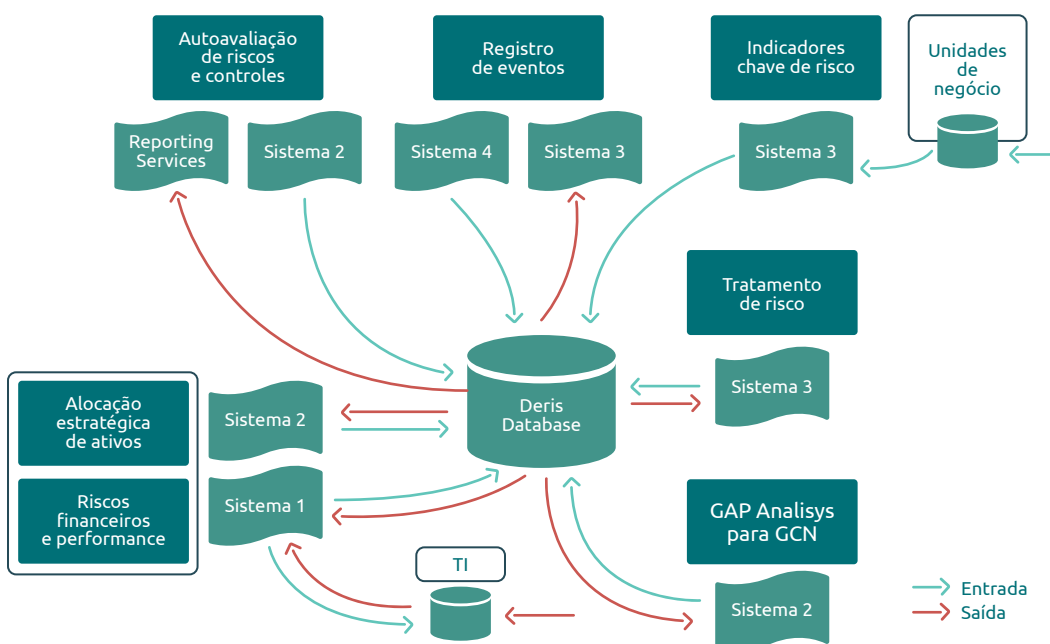 Autoavaliação
de riscos
e controles
Registro
de eventos
Indicadores
chave de risco
Unidades
de
negócio
Reporting
Services
Sistema 2
Sistema 4
Sistema 3
Sistema 3
Tratamento
de risco
Sistema 3
Deris
Database
Alocação
estratégica
de ativos
Sistema 2
Riscos
financeiros
e performance
Sistema 1
GAP Analisys
para GCN
TI
Sistema 2
Entrada
Saída